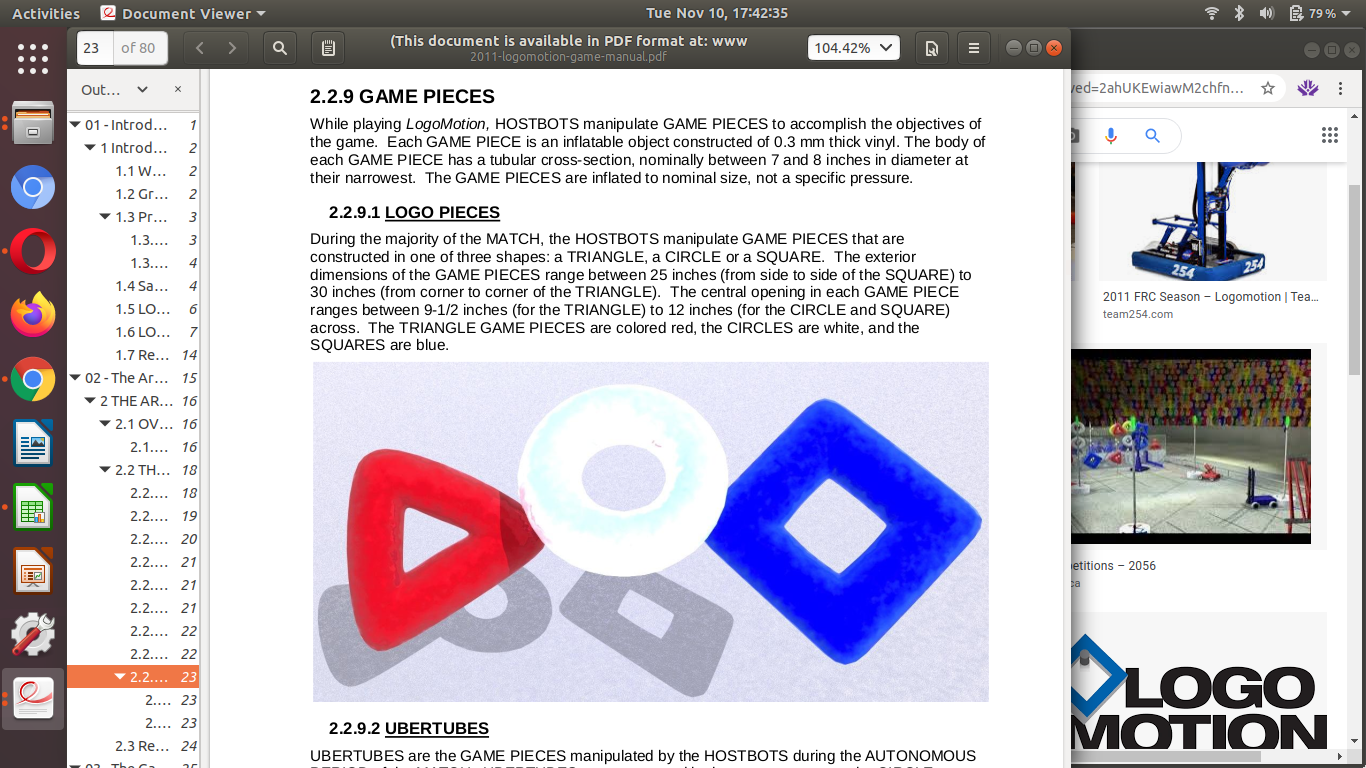 Activities
Document Viewer
Tue Nov 10, 17:42:35
79 %
23
of 80
(This document is available in PDF format at: www
2011-logomotion-game-manual.pdf
104.42%
Out…
01 - Introd… 1
1 Introd… 2
1.1 W… 2
1.2 Gr… 2
1.3 Pr… 3
1.3.… 3
1.3.… 4
1.4 Sa… 4
1.5 LO… 6
1.6 LO… 7
1.7 Re… 14
02 - The Ar… 15
2 THE AR… 16
2.1 OV… 16
2.1.… 16
2.2 TH… 18
2.2.… 18
2.2.… 19
2.2.… 20
2.2.… 21
2.2.… 21
2.2.… 21
2.2.… 22
2.2.… 22
2.2.… 23
2.… 23
2.… 23
2.3 Re… 24
2.2.9 GAME PIECES
While playing LogoMotion, HOSTBOTS manipulate GAME PIECES to accomplish the objectives of
the game. Each GAME PIECE is an inflatable object constructed of 0.3 mm thick vinyl. The body of
each GAME PIECE has a tubular cross-section, nominally between 7 and 8 inches in diameter at
their narrowest. The GAME PIECES are inflated to nominal size, not a specific pressure.
2.2.9.1 LOGO PIECES
During the majority of the MATCH, the HOSTBOTS manipulate GAME PIECES that are
constructed in one of three shapes: a TRIANGLE, a CIRCLE or a SQUARE. The exterior
dimensions of the GAME PIECES range between 25 inches (from side to side of the SQUARE) to
30 inches (from corner to corner of the TRIANGLE). The central opening in each GAME PIECE
ranges between 9-1/2 inches (for the TRIANGLE) to 12 inches (for the CIRCLE and SQUARE)
across. The TRIANGLE GAME PIECES are colored red, the CIRCLES are white, and the
SQUARES are blue.
2.2.9.2 UBERTUBES
UBERTUBES are the GAME PIECES manipulated by the HOSTBOTS during the AUTONOMOUS
ved=2ahUKEwiawM2chfn…
254
254
2011 FRC Season – Logomotion | Tea…
team254.com
petitions – 2056
ca
LOGO
MOTION